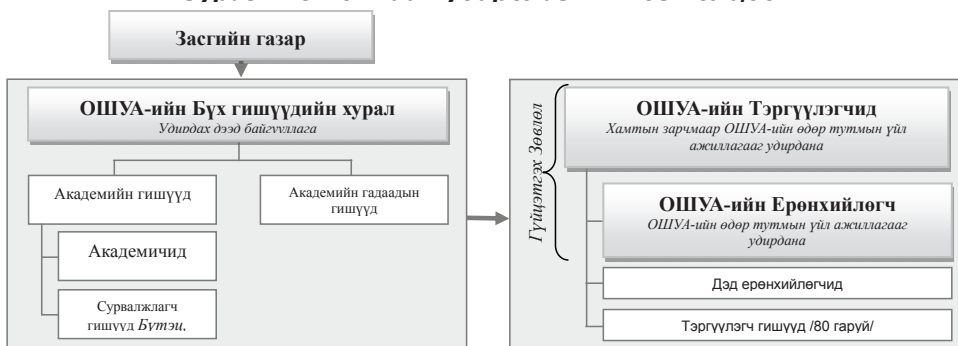 Засгийн газар
ОШУА-ийн Бүх гишүүдийн хурал
Удирдах дээд байгууллага
Академийн гишүүд
Академийн гадаадын
гишүүд
Академичид
Сурвалжлагч
гишүүд Бүтэц.
Гүйцэтгэх Зөвлөл
ОШУА-ийн Тэргүүлэгчид
Хамтын зарчмаар ОШУА-ийн өдөр тутмын үйл
ажиллагааг удирдана
ОШУА-ийн Ерөнхийлөгч
ОШУА-ийн өдөр тутмын үйл ажиллагааг
удирдана
Дэд ерөнхийлөгчид
Тэргүүлэгч гишүүд /80 гаруй/